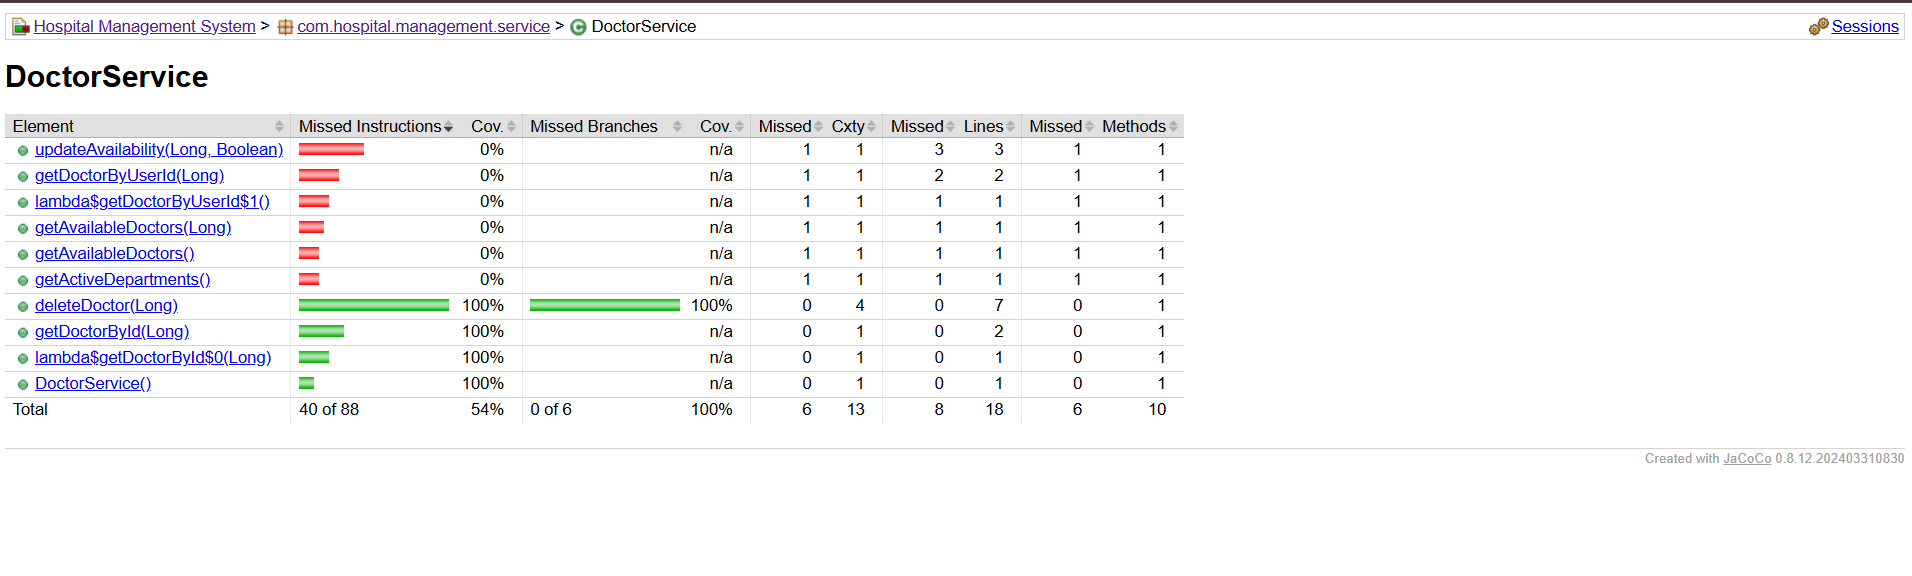 Hospital Management System > com.hospital.management.service > DoctorService Sessions
DoctorService
Element Missed Instructions Cov. Missed Branches Cov. Missed Cxty Missed Lines Missed Methods
updateAvailability(Long, Boolean) 0% n/a 1 1 3 3 1 1
getDoctorByUserId(Long) 0% n/a 1 1 2 2 1 1
lambda$getDoctorByUserId$1() 0% n/a 1 1 1 1 1 1
getAvailableDoctors(Long) 0% n/a 1 1 1 1 1 1
getAvailableDoctors() 0% n/a 1 1 1 1 1 1
getActiveDepartments() 0% n/a 1 1 1 1 1 1
deleteDoctor(Long) 100% 100% 0 4 0 7 0 1
getDoctorById(Long) 100% n/a 0 1 0 2 0 1
lambda$getDoctorById$0(Long) 100% n/a 0 1 0 1 0 1
DoctorService() 100% n/a 0 1 0 1 0 1
Total 40 of 88 54% 0 of 6 100% 6 13 8 18 6 10
Created with JaCoCo 0.8.12.202403310830